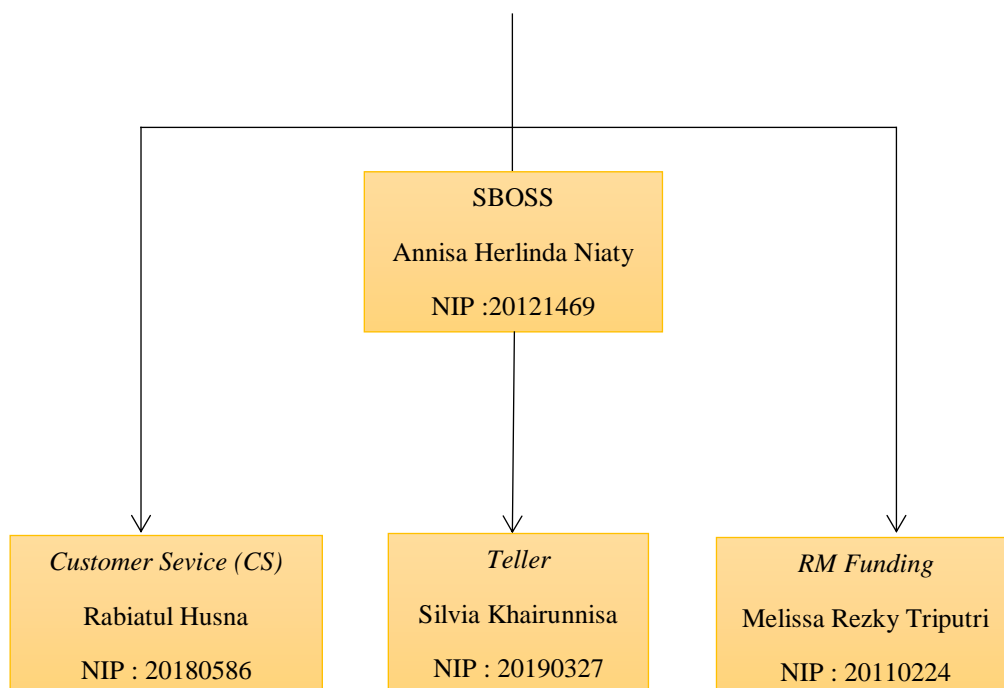 SBOSS
Annisa Herlinda Niaty
NIP :20121469
Customer Sevice (CS)
Rabiatul Husna
NIP : 20180586
Teller
Silvia Khairunnisa
NIP : 20190327
RM Funding
Melissa Rezky Triputri
NIP : 20110224